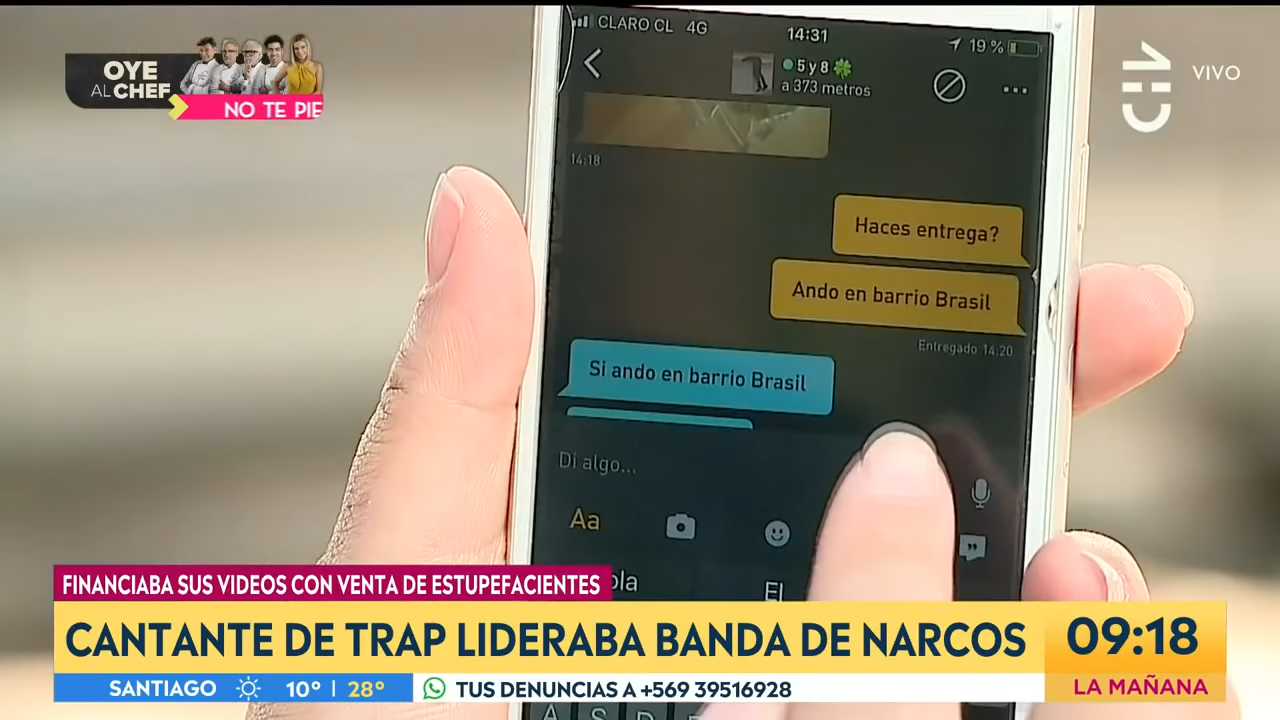 OYE
AL CHEF
NO TE PIE
CLARO CL 4G
14:31
19 %
5 y 8
a 373 metros
VIVO
14:18
Haces entrega?
Ando en barrio Brasil
Entregado 14:20
Si ando en barrio Brasil
Di algo...
Aa
El
FINANCIABA SUS VIDEOS CON VENTA DE ESTUPEFACIENTES
CANTANTE DE TRAP LIDERABA BANDA DE NARCOS
09:18
SANTIAGO 10° | 28°
TUS DENUNCIAS A +569 39516928
LA MAÑANA
A S D